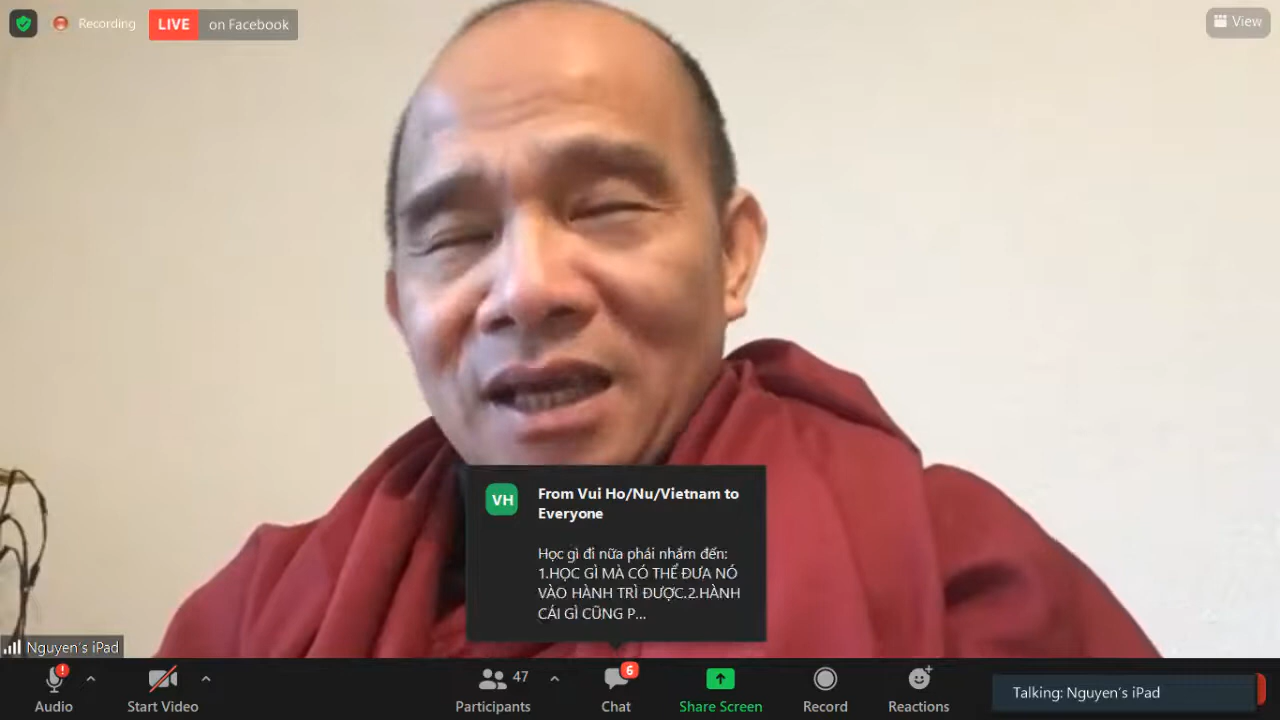 Recording
LIVE on Facebook
View
VH
From Vui Ho/Nu/Vietnam to
Everyone
Học gì đi nữa phái nhắm đến:
1.HỌC GÌ MÀ CÓ THỂ ĐƯA NÓ
VÀO HÀNH TRÌ ĐƯỢC.2.HÀNH
CÁI GÌ CŨNG P...
Nguyen's iPad
Audio
Start Video
47
Participants
6
Chat
Share Screen
Record
Reactions
Talking: Nguyen's iPad